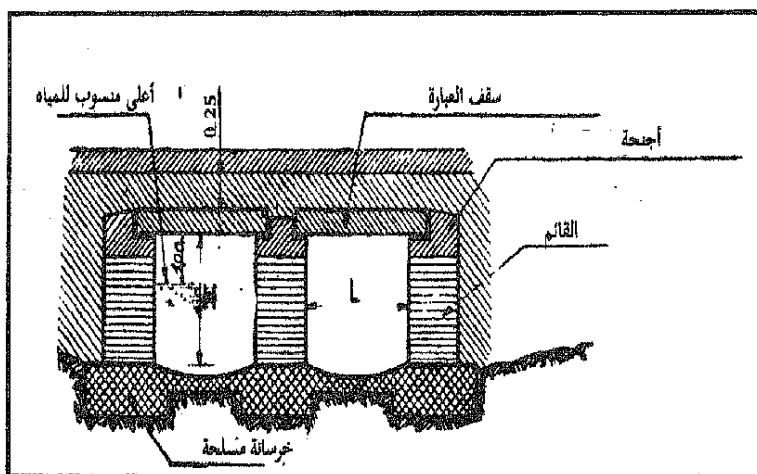 أعلى منسوب للمياه
سقف العبارة
0.25
أجنحة
القائم
L
خرسانة مسلحة